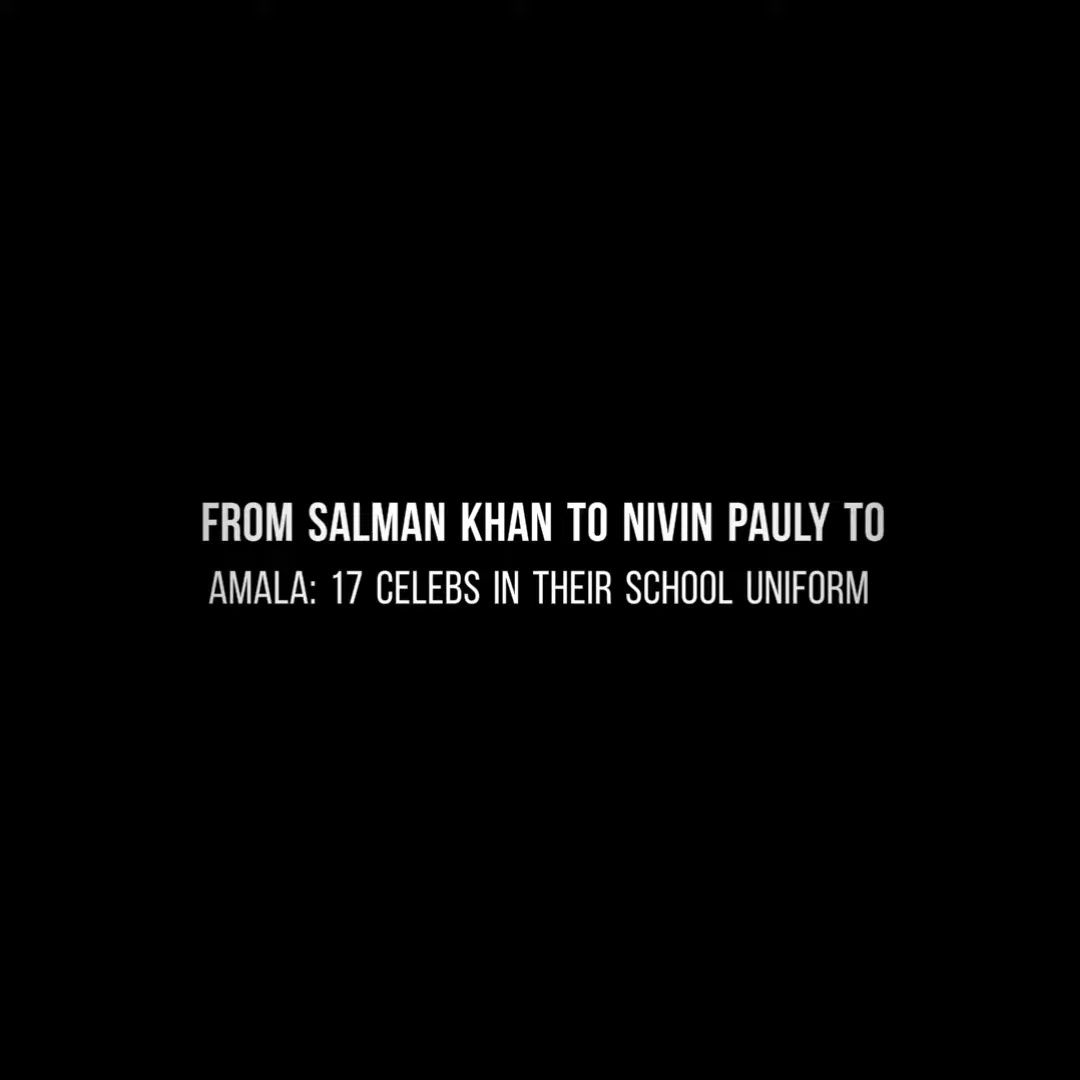 FROM SALMAN KHAN TO NIVIN PAULY TO
AMALA: 17 CELEBS IN THEIR SCHOOL UNIFORM